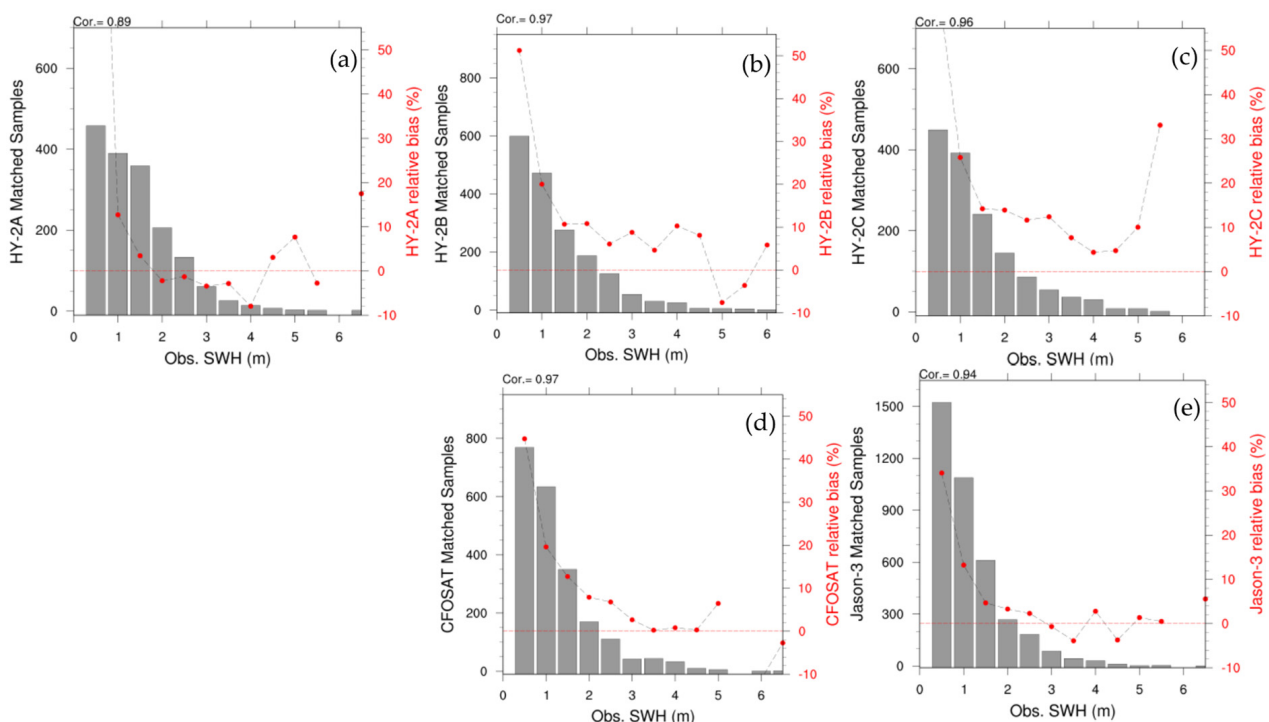 Cor.= 0.89
(a)
HY-2A Matched Samples
600
400
200
0
50
40
30
20
10
0
-10
HY-2A relative bias (%)
0 1 2 3 4 5 6
Obs. SWH (m)
Cor.= 0.97
(b)
HY-2B Matched Samples
800
600
400
200
0
50
40
30
20
10
0
-10
HY-2B relative bias (%)
0 1 2 3 4 5 6
Obs. SWH (m)
Cor.= 0.96
(c)
HY-2C Matched Samples
600
400
200
0
50
40
30
20
10
0
-10
HY-2C relative bias (%)
0 1 2 3 4 5 6
Obs. SWH (m)
Cor.= 0.97
(d)
CFOSAT Matched Samples
800
600
400
200
0
50
40
30
20
10
0
-10
CFOSAT relative bias (%)
0 1 2 3 4 5 6
Obs. SWH (m)
Cor.= 0.94
(e)
Jason-3 Matched Samples
1500
1200
900
600
300
0
50
40
30
20
10
0
-10
Jason-3 relative bias (%)
0 1 2 3 4 5 6
Obs. SWH (m)